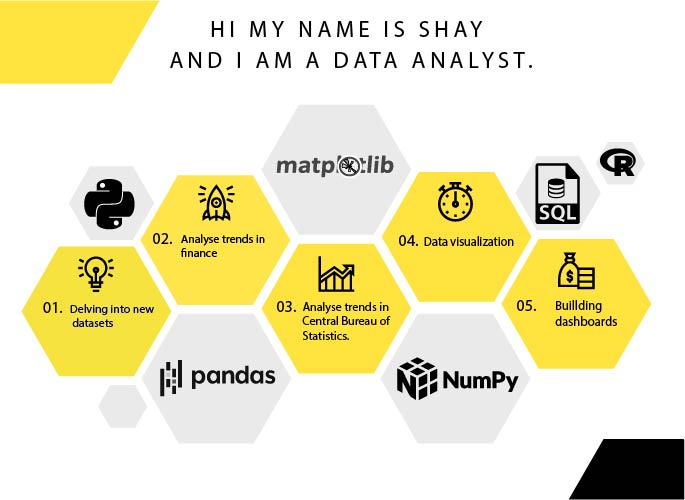 HI MY NAME IS SHAY
AND I AM A DATA ANALYST.
matplotlib
R
SQL
02. Analyse trends in
finance
04. Data visualization
01. Delving into new
datasets
03. Analyse trends in
Central Bureau of
Statistics.
05. Buillding
dashboards
pandas
NumPy